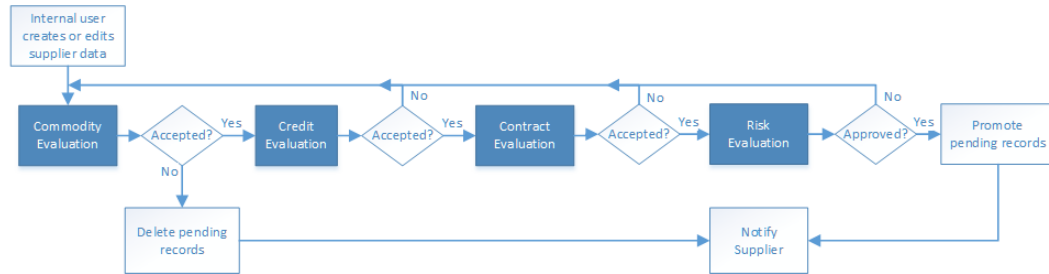 Internal user
creates or edits
supplier data
No
No
No
Commodity
Evaluation
Accepted?
Yes
Credit
Evaluation
Accepted?
Yes
Contract
Evaluation
Accepted?
Yes
Risk
Evaluation
Approved?
Yes
Promote
pending records
No
Delete pending
records
Notify
Supplier